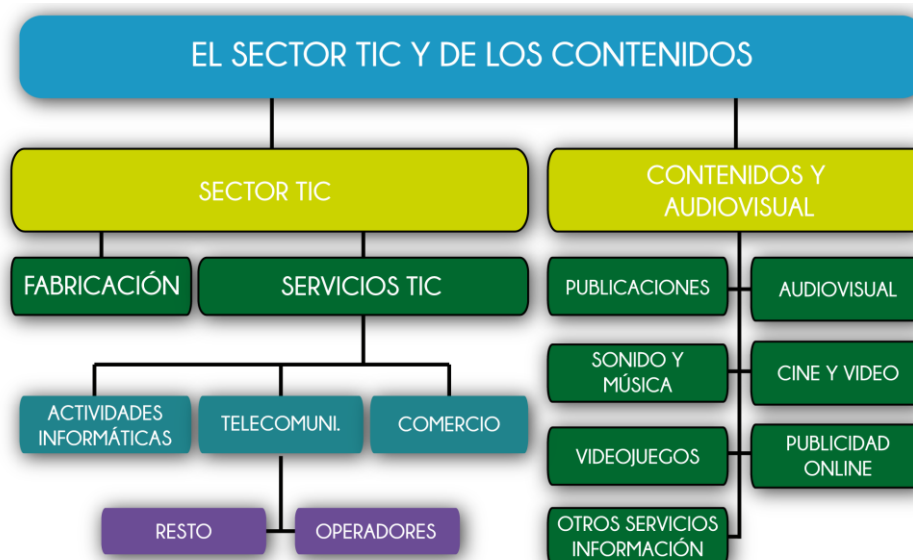 EL SECTOR TIC Y DE LOS CONTENIDOS
SECTOR TIC
CONTENIDOS Y
AUDIOVISUAL
FABRICACIÓN
SERVICIOS TIC
PUBLICACIONES
AUDIOVISUAL
SONIDO Y
MÚSICA
CINE Y VIDEO
ACTIVIDADES
INFORMÁTICAS
TELECOMUNI.
COMERCIO
VIDEOJUEGOS
PUBLICIDAD
ONLINE
RESTO
OPERADORES
OTROS SERVICIOS
INFORMACIÓN